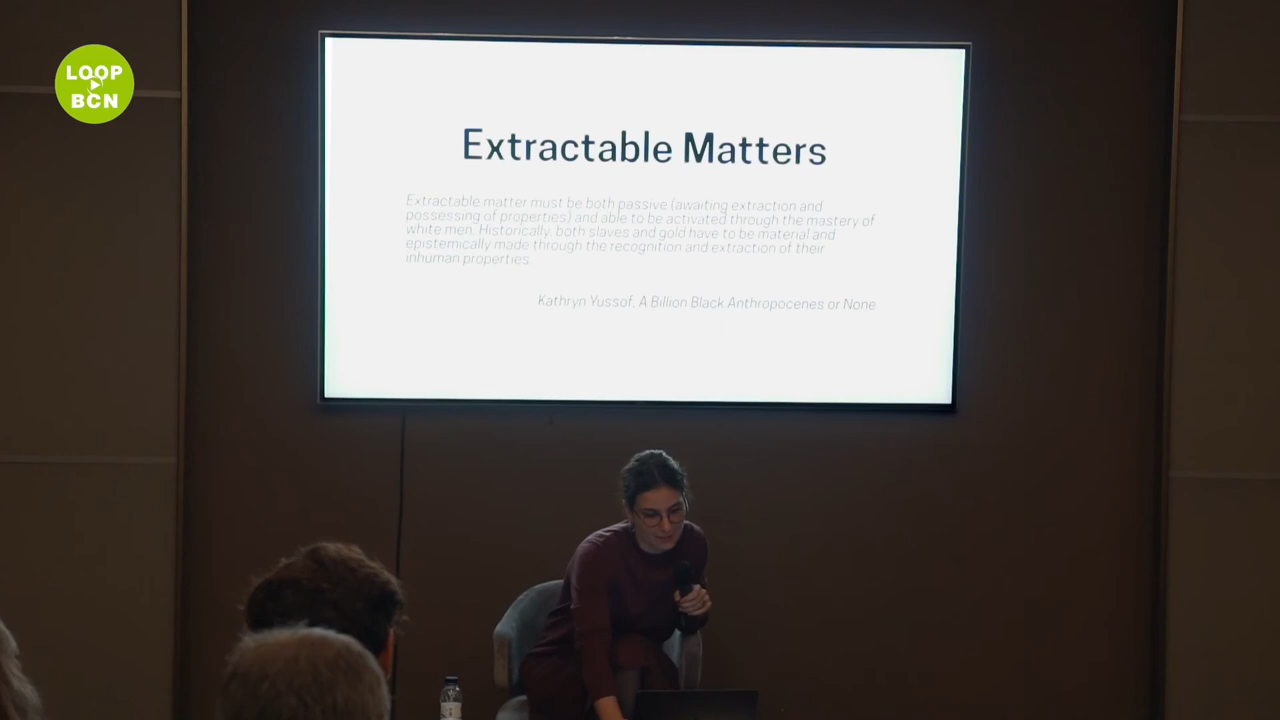 LOOP
BCN
Extractable Matters
Extractable matter must be both passive (awaiting extraction and
possessing of properties) and able to be activated through the mastery of
white men. Historically, both slaves and gold have to be material and
epistemically made through the recognition and extraction of their
inhuman properties
Kathryn Yussof, A Billion Black Anthropocenes or None